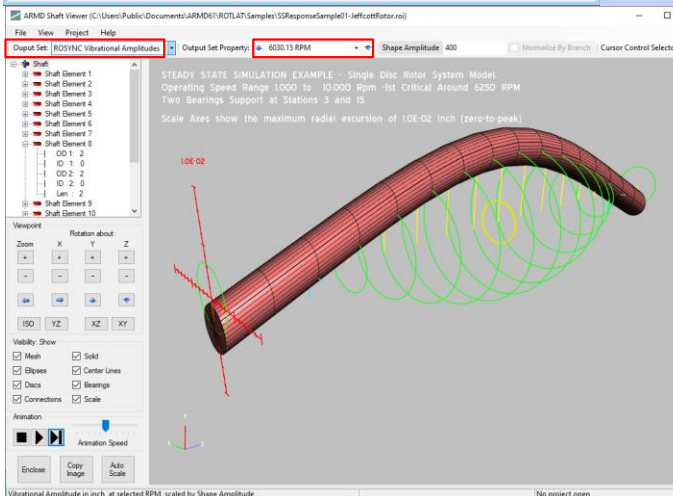 ARMD Shaft Viewer (C:\Users\Public\Documents\ARMD61\ROTLAT\Samples\SSResponseSample01-JeffcottRotor.roi)
File View Project Help
Ouput Set: ROSYNC Vibrational Amplitudes Output Set Property: 6030.15 RPM Shape Amplitude 400 Normalize By Branch Cursor Control Selecto
Shaft
Shaft Element 1
Shaft Element 2
Shaft Element 3
Shaft Element 4
Shaft Element 5
Shaft Element 6
Shaft Element 7
Shaft Element 8
OD 1: 2
ID 1: 0
OD 2: 2
ID 2: 0
Len : 2
Shaft Element 9
Shaft Element 10
STEADY STATE SIMULATION EXAMPLE - Single Disc Rotor System Model.
Operating Speed Range 1,000 to 10,000 Rpm -1st Critical Around 6250 RPM
Two Bearings Support at Stations 3 and 15.
Scale Axes show the maximum radial excursion of 1.0E-02 inch (zero-to-peak)
1.0E-02
Viewpoint
Rotation about:
Zoom X Y Z
+ + + +
- - - -
ISO YZ XZ XY
Visibility: Show
Mesh Solid
Ellipses Center Lines
Discs Bearings
Connections Scale
Animation
Animation Speed
Enclose Copy Image Auto Scale
Vibrational Amplitude in inch, at selected RPM, scaled by Shape Amplitude No project open